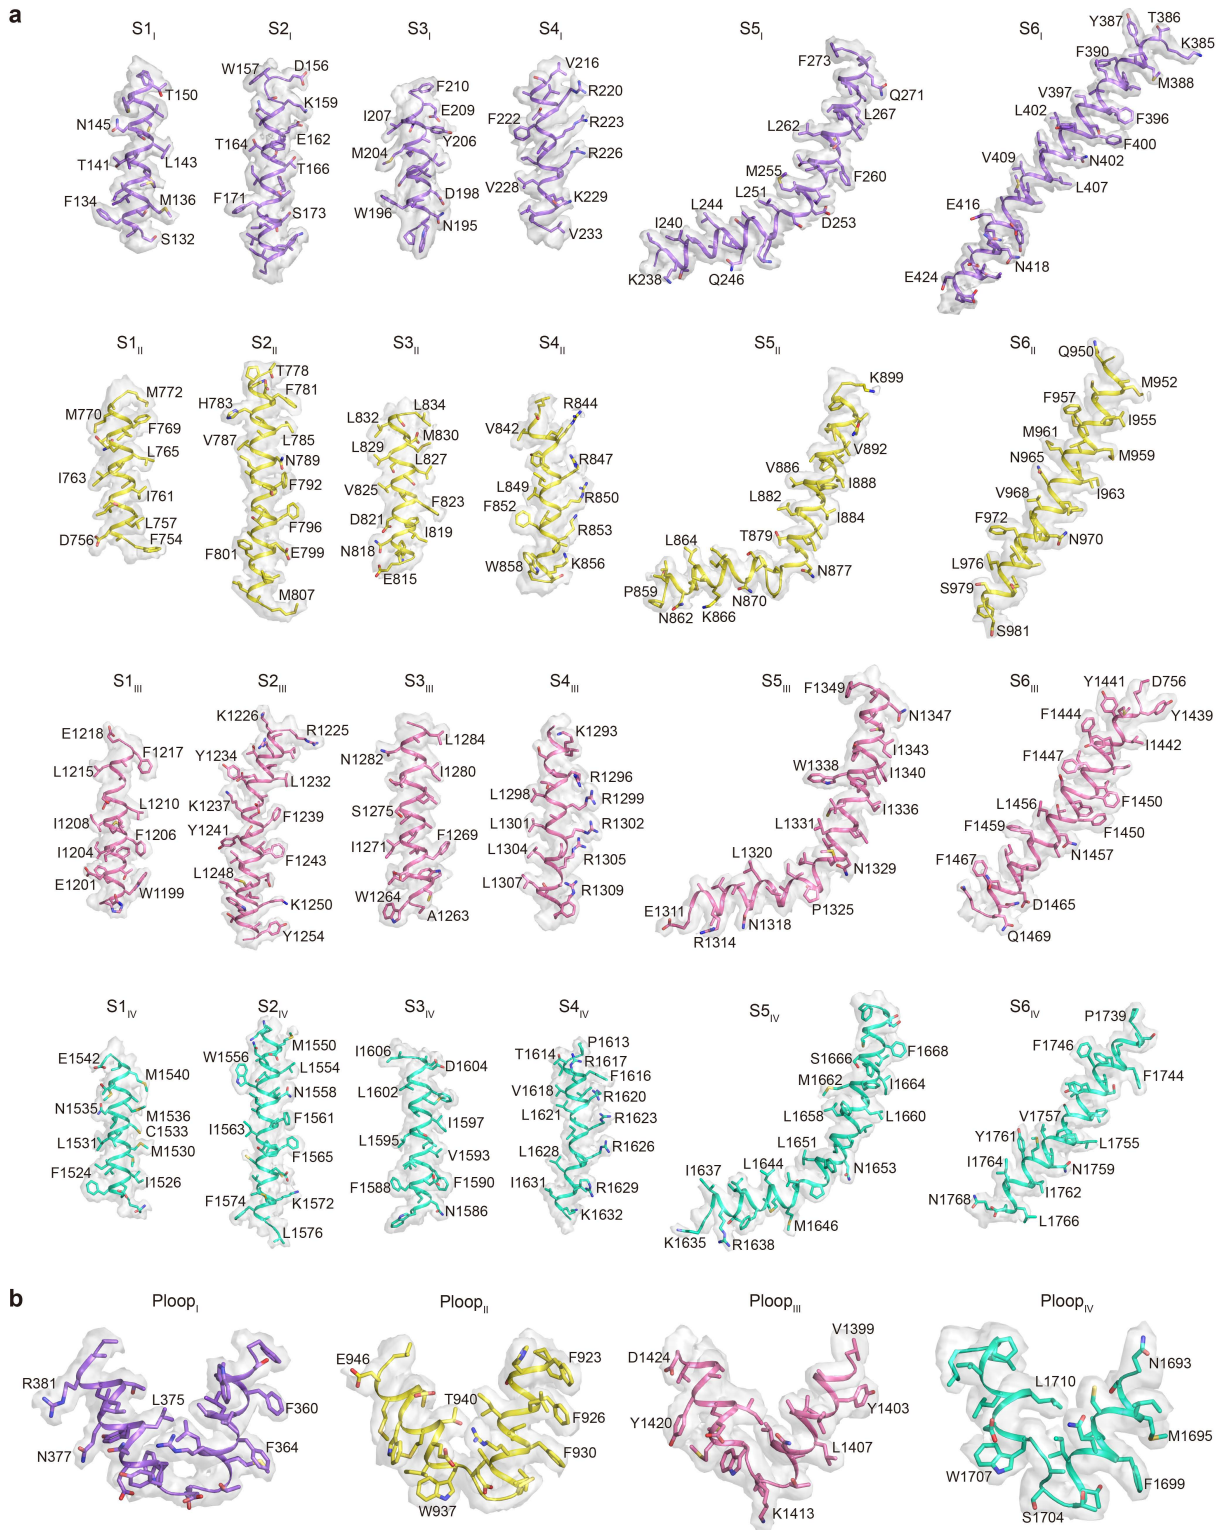 a
S1I S2I S3I S4I S5I S6I
T150 N145 T141 L143 F134 M136 S132
W157 D156 K159 E162 T164 T166 F171 S173
F210 E209 I207 Y206 M204 D198 W196 N195
V216 R220 F222 R223 R226 V228 K229 V233
F273 Q271 L267 L262 M255 F260 L251 L244 D253 I240 K238 Q246
Y387 T386 K385 F390 M388 V397 L402 F396 F400 N402 V409 L407 E416 N418 E424
S1II S2II S3II S4II S5II S6II
M772 M770 F769 L765 I763 I761 L757 D756 F754
T778 F781 H783 V787 L785 N789 F792 F796 F801 E799 M807
L832 L834 M830 L829 L827 V825 F823 D821 I819 N818 E815
R844 V842 R847 L849 R850 F852 R853 W858 K856
K899 V892 V886 I888 L882 I884 T879 L864 N877 P859 N862 K866 N870
Q950 M952 F957 I955 M961 M959 N965 I963 V968 F972 N970 L976 S979 S981
S1III S2III S3III S4III S5III S6III
E1218 F1217 L1215 L1210 I1208 F1206 I1204 E1201 W1199
K1226 R1225 Y1234 L1232 K1237 F1239 Y1241 F1243 L1248 K1250 Y1254
L1284 N1282 I1280 S1275 F1269 I1271 W1264 A1263
K1293 R1296 L1298 R1299 L1301 R1302 L1304 R1305 L1307 R1309
F1349 N1347 I1343 W1338 I1340 I1336 L1331 L1320 N1329 E1311 P1325 R1314 N1318
Y1441 D756 Y1439 F1444 I1442 F1447 L1456 F1450 F1459 F1450 N1457 F1467 D1465 Q1469
S1IV S2IV S3IV S4IV S5IV S6IV
E1542 M1540 N1535 M1536 C1533 L1531 M1530 F1524 I1526
M1550 W1556 L1554 N1558 F1561 I1563 F1565 F1574 K1572 L1576
I1606 D1604 L1602 I1597 L1595 V1593 F1588 F1590 N1586
P1613 T1614 R1617 F1616 V1618 R1620 L1621 R1623 L1628 R1626 I1631 R1629 K1632
F1668 S1666 M1662 I1664 L1658 L1660 L1651 L1644 N1653 I1637 M1646 K1635 R1638
P1739 F1746 F1744 V1757 Y1761 L1755 I1764 N1759 N1768 I1762 L1766
b
PloopI PloopII PloopIII PloopIV
R381 L375 F360 N377 F364
E946 F923 T940 F926 F930 W937
V1399 D1424 Y1403 Y1420 L1407 K1413
N1693 L1710 M1695 W1707 F1699 S1704